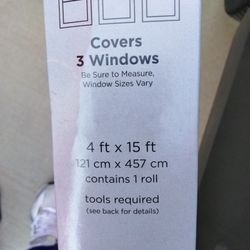 Covers
3 Windows
Be Sure to Measure,
Window Sizes Vary
4 ft x 15 ft
121 cm x 457 cm
contains 1 roll
tools required
(see back for details)